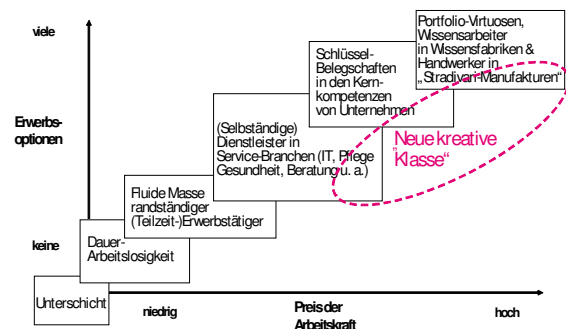 viele
Portfolio-Virtuosen,
Wissensarbeiter
in Wissensfabriken &
Handwerker in
„Stradivari-Manufakturen“
Schlüssel-
Belegschaften
in den Kern-
kompetenzen
von Unternehmen
Erwerbs-
optionen
(Selbständige)
Dienstleister in
Service-Branchen (IT, Pflege
Gesundheit, Beratung u. a.)
Neue kreative
„Klasse“
Fluide Masse
randständiger
(Teilzeit-)Erwerbstätiger
keine
Dauer-
Arbeitslosigkeit
Unterschicht
niedrig
Preis der
Arbeitskraft
hoch